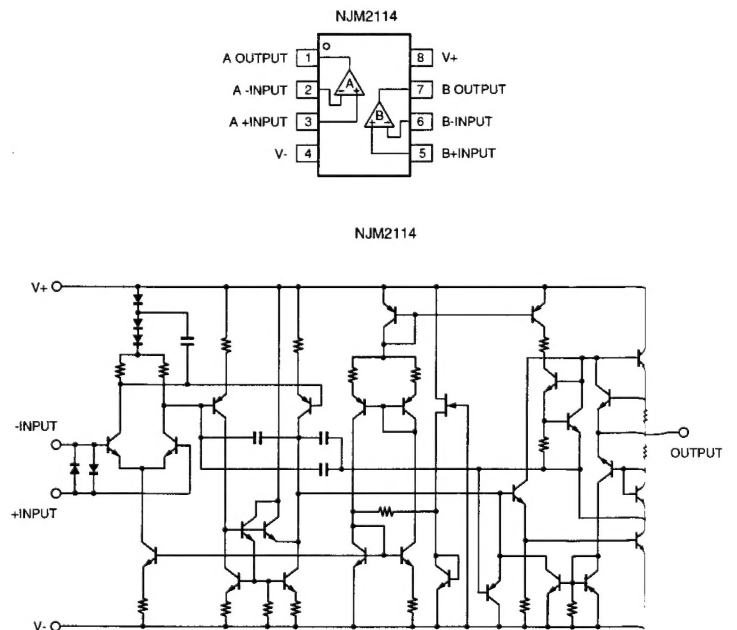 NJM2114
A OUTPUT 1 8 V+
A -INPUT 2 7 B OUTPUT
A +INPUT 3 6 B-INPUT
V- 4 5 B+INPUT
A
B
NJM2114
V+
-INPUT
OUTPUT
+INPUT
V-